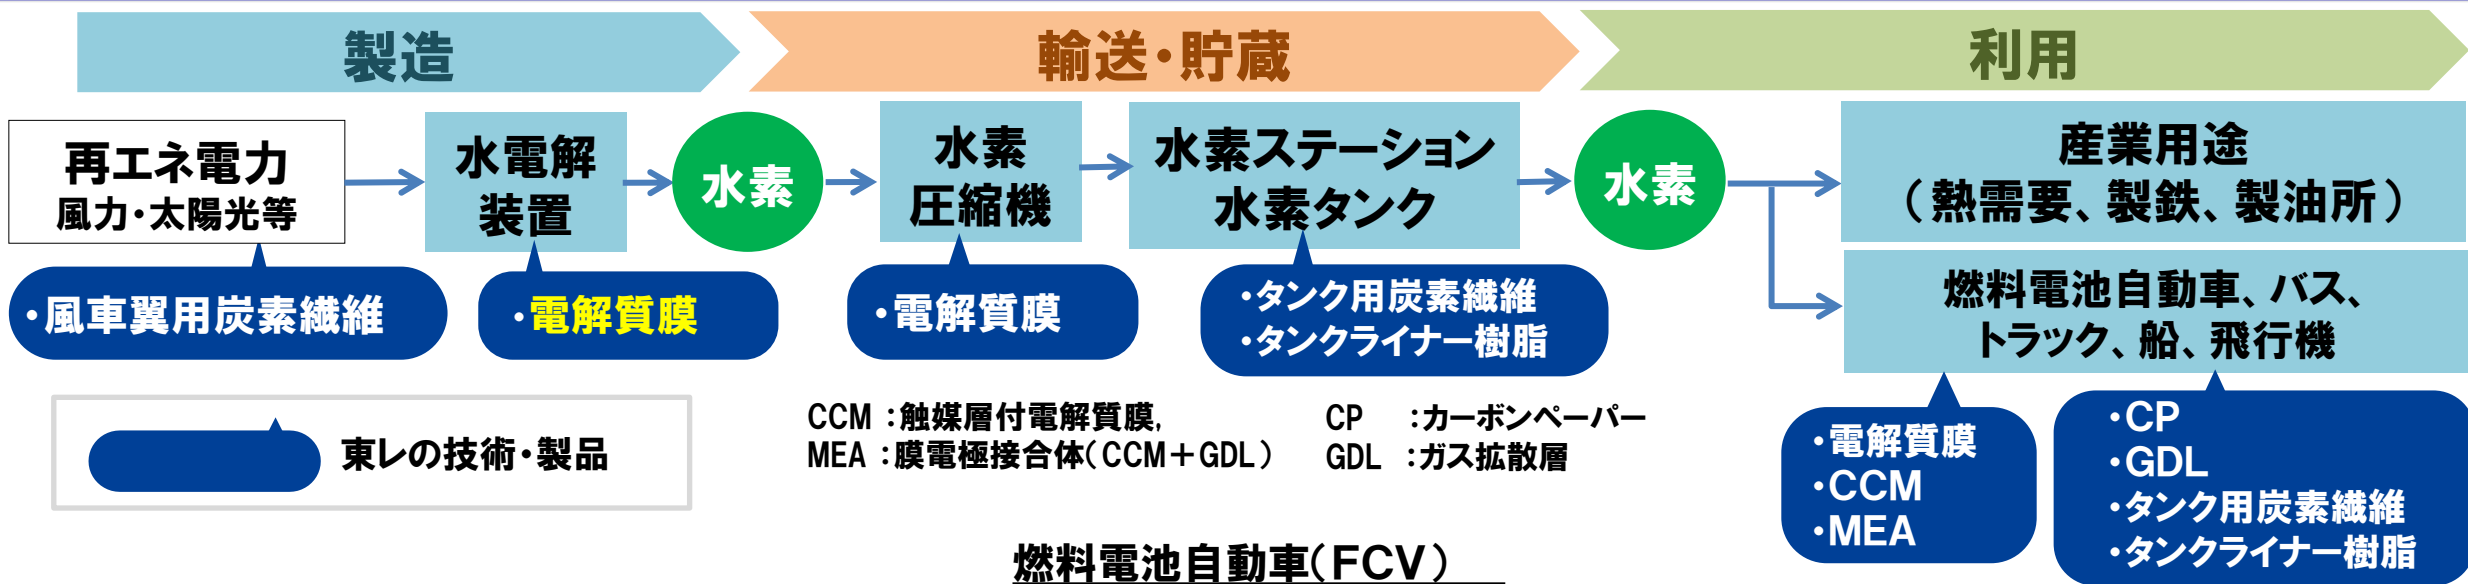 製造
輸送・貯蔵
利用
再エネ電力
風力・太陽光等
水電解
装置
水素
水素
圧縮機
水素ステーション
水素タンク
水素
産業用途
（熱需要、製鉄、製油所）
燃料電池自動車、バス、
トラック、船、飛行機
・風車翼用炭素繊維
・電解質膜
・電解質膜
・タンク用炭素繊維
・タンクライナー樹脂
・電解質膜
・CCM
・MEA
・CP
・GDL
・タンク用炭素繊維
・タンクライナー樹脂
東レの技術・製品
CCM：触媒層付電解質膜,
MEA：膜電極接合体（CCM＋GDL）
CP ：カーボンペーパー
GDL ：ガス拡散層
燃料電池自動車（FCV）